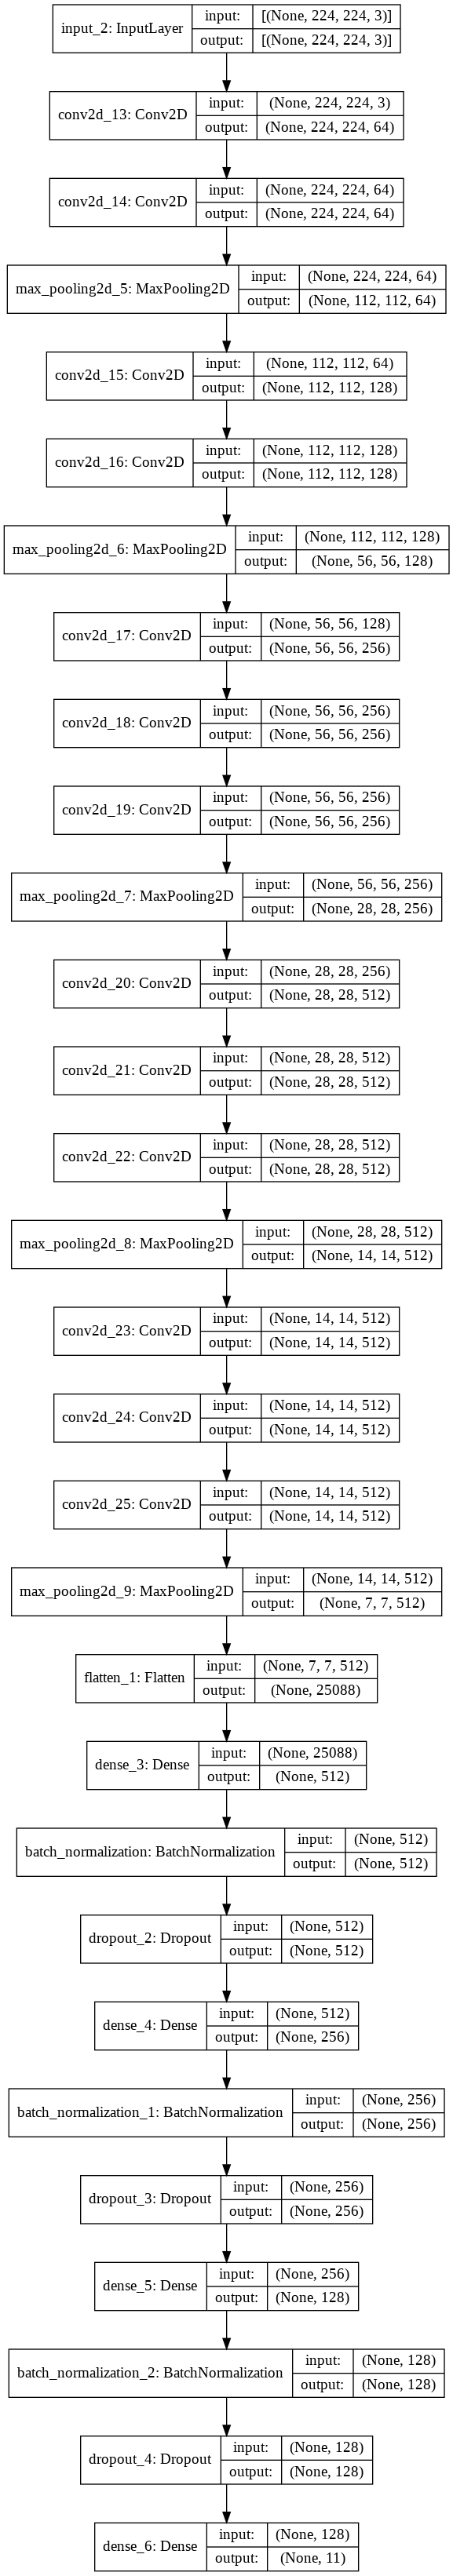 input_2: InputLayer
input: [(None, 224, 224, 3)]
output: [(None, 224, 224, 3)]
conv2d_13: Conv2D
input: (None, 224, 224, 3)
output: (None, 224, 224, 64)
conv2d_14: Conv2D
input: (None, 224, 224, 64)
output: (None, 224, 224, 64)
max_pooling2d_5: MaxPooling2D
input: (None, 224, 224, 64)
output: (None, 112, 112, 64)
conv2d_15: Conv2D
input: (None, 112, 112, 64)
output: (None, 112, 112, 128)
conv2d_16: Conv2D
input: (None, 112, 112, 128)
output: (None, 112, 112, 128)
max_pooling2d_6: MaxPooling2D
input: (None, 112, 112, 128)
output: (None, 56, 56, 128)
conv2d_17: Conv2D
input: (None, 56, 56, 128)
output: (None, 56, 56, 256)
conv2d_18: Conv2D
input: (None, 56, 56, 256)
output: (None, 56, 56, 256)
conv2d_19: Conv2D
input: (None, 56, 56, 256)
output: (None, 56, 56, 256)
max_pooling2d_7: MaxPooling2D
input: (None, 56, 56, 256)
output: (None, 28, 28, 256)
conv2d_20: Conv2D
input: (None, 28, 28, 256)
output: (None, 28, 28, 512)
conv2d_21: Conv2D
input: (None, 28, 28, 512)
output: (None, 28, 28, 512)
conv2d_22: Conv2D
input: (None, 28, 28, 512)
output: (None, 28, 28, 512)
max_pooling2d_8: MaxPooling2D
input: (None, 28, 28, 512)
output: (None, 14, 14, 512)
conv2d_23: Conv2D
input: (None, 14, 14, 512)
output: (None, 14, 14, 512)
conv2d_24: Conv2D
input: (None, 14, 14, 512)
output: (None, 14, 14, 512)
conv2d_25: Conv2D
input: (None, 14, 14, 512)
output: (None, 14, 14, 512)
max_pooling2d_9: MaxPooling2D
input: (None, 14, 14, 512)
output: (None, 7, 7, 512)
flatten_1: Flatten
input: (None, 7, 7, 512)
output: (None, 25088)
dense_3: Dense
input: (None, 25088)
output: (None, 512)
batch_normalization: BatchNormalization
input: (None, 512)
output: (None, 512)
dropout_2: Dropout
input: (None, 512)
output: (None, 512)
dense_4: Dense
input: (None, 512)
output: (None, 256)
batch_normalization_1: BatchNormalization
input: (None, 256)
output: (None, 256)
dropout_3: Dropout
input: (None, 256)
output: (None, 256)
dense_5: Dense
input: (None, 256)
output: (None, 128)
batch_normalization_2: BatchNormalization
input: (None, 128)
output: (None, 128)
dropout_4: Dropout
input: (None, 128)
output: (None, 128)
dense_6: Dense
input: (None, 128)
output: (None, 11)